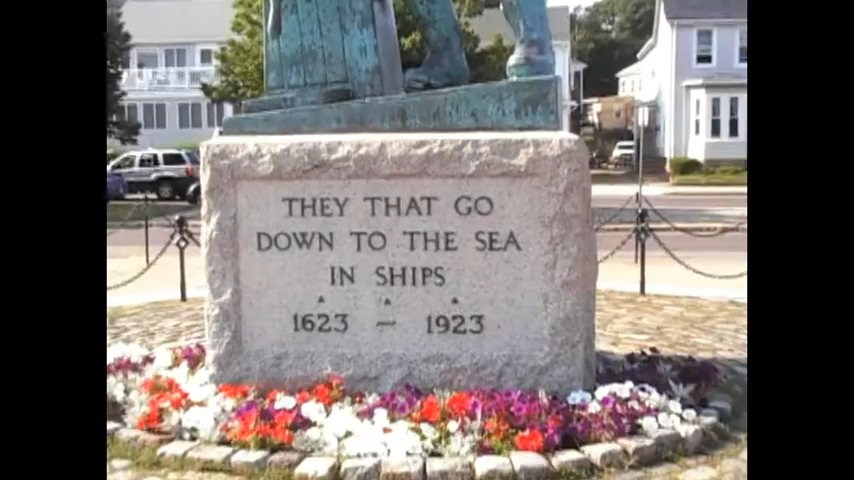 THEY THAT GO
DOWN TO THE SEA
IN SHIPS
1623 — 1923